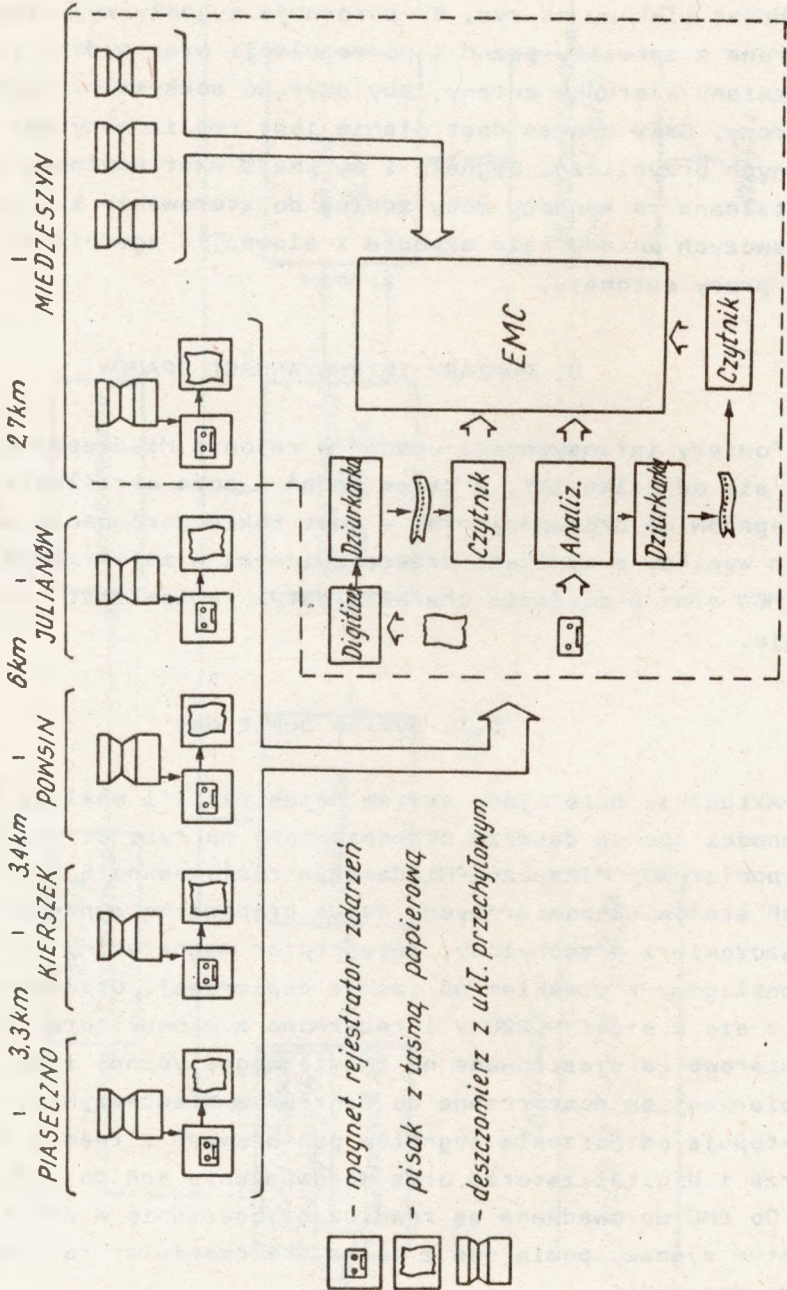 3,3km 3,4km 6km 27km
PIASECZNO KIERSZEK POWSIN JULIANÓW MIEDZESZYN
- magnet rejestrator zdarzeń
- pisak z taśmą papierową
- deszczomierz z ukł. przechyłowym
Digitiz. Dziurkarka
Czytnik
EMC
Analiz.
Dziurkarka
Czytnik